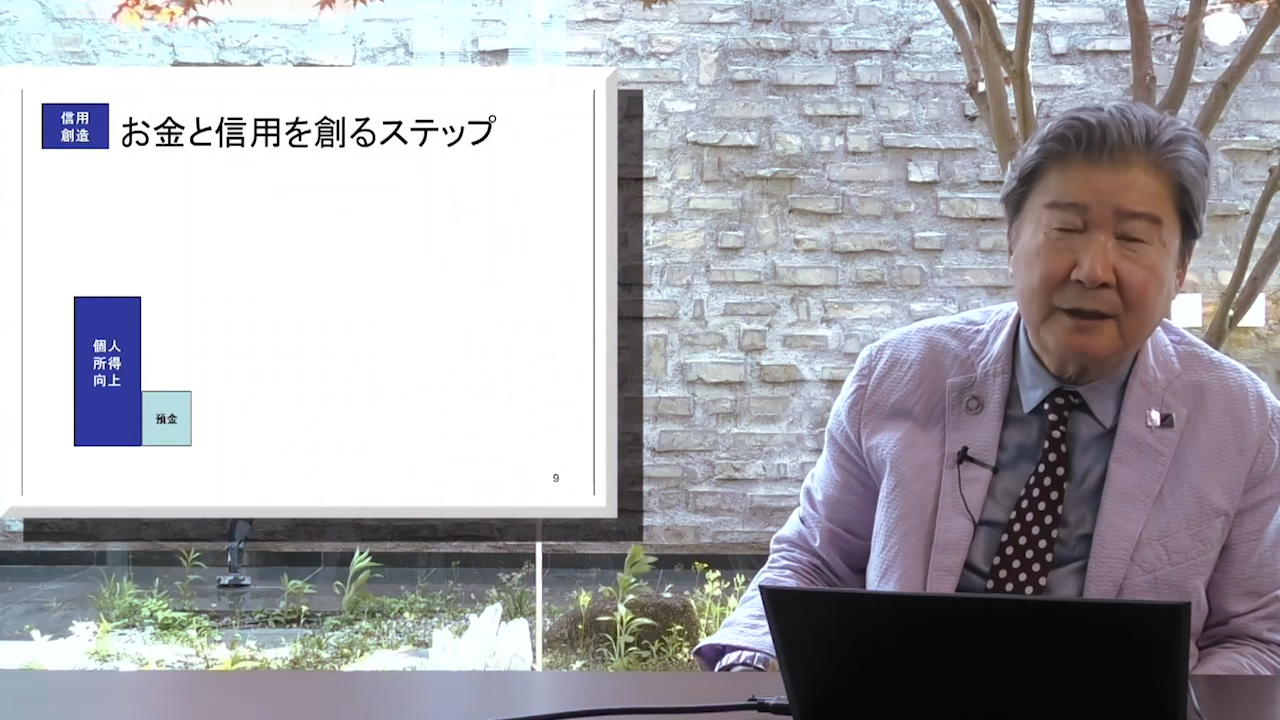 信用
創造
お金と信用を創るステップ
個人
所得
向上
預金
9